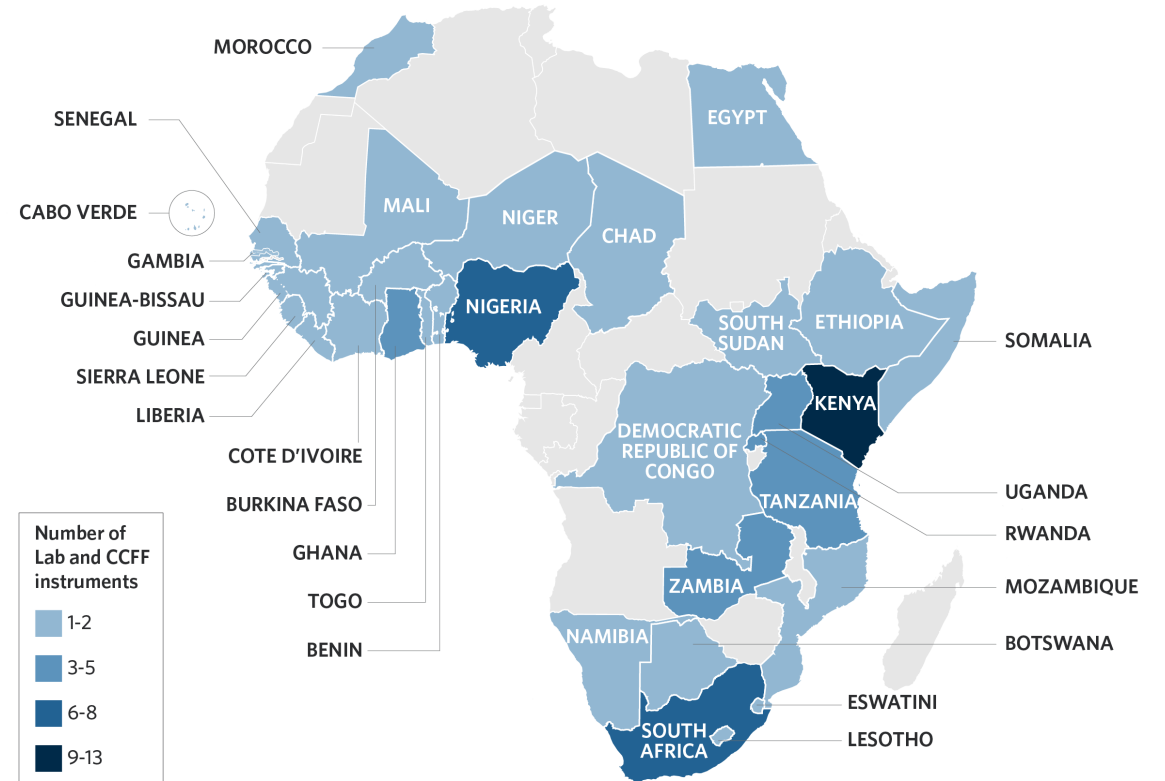 MOROCCO
SENEGAL
EGYPT
CABO VERDE
MALI
NIGER
CHAD
GAMBIA
GUINEA-BISSAU
NIGERIA
GUINEA
SOUTH
SUDAN
ETHIOPIA
SOMALIA
SIERRA LEONE
LIBERIA
KENYA
COTE D'IVOIRE
DEMOCRATIC
REPUBLIC OF
CONGO
BURKINA FASO
UGANDA
TANZANIA
RWANDA
GHANA
ZAMBIA
MOZAMBIQUE
TOGO
BENIN
NAMIBIA
BOTSWANA
ESWATINI
SOUTH
AFRICA
LESOTHO
Number of
Lab and CCFF
instruments
1-2
3-5
6-8
9-13